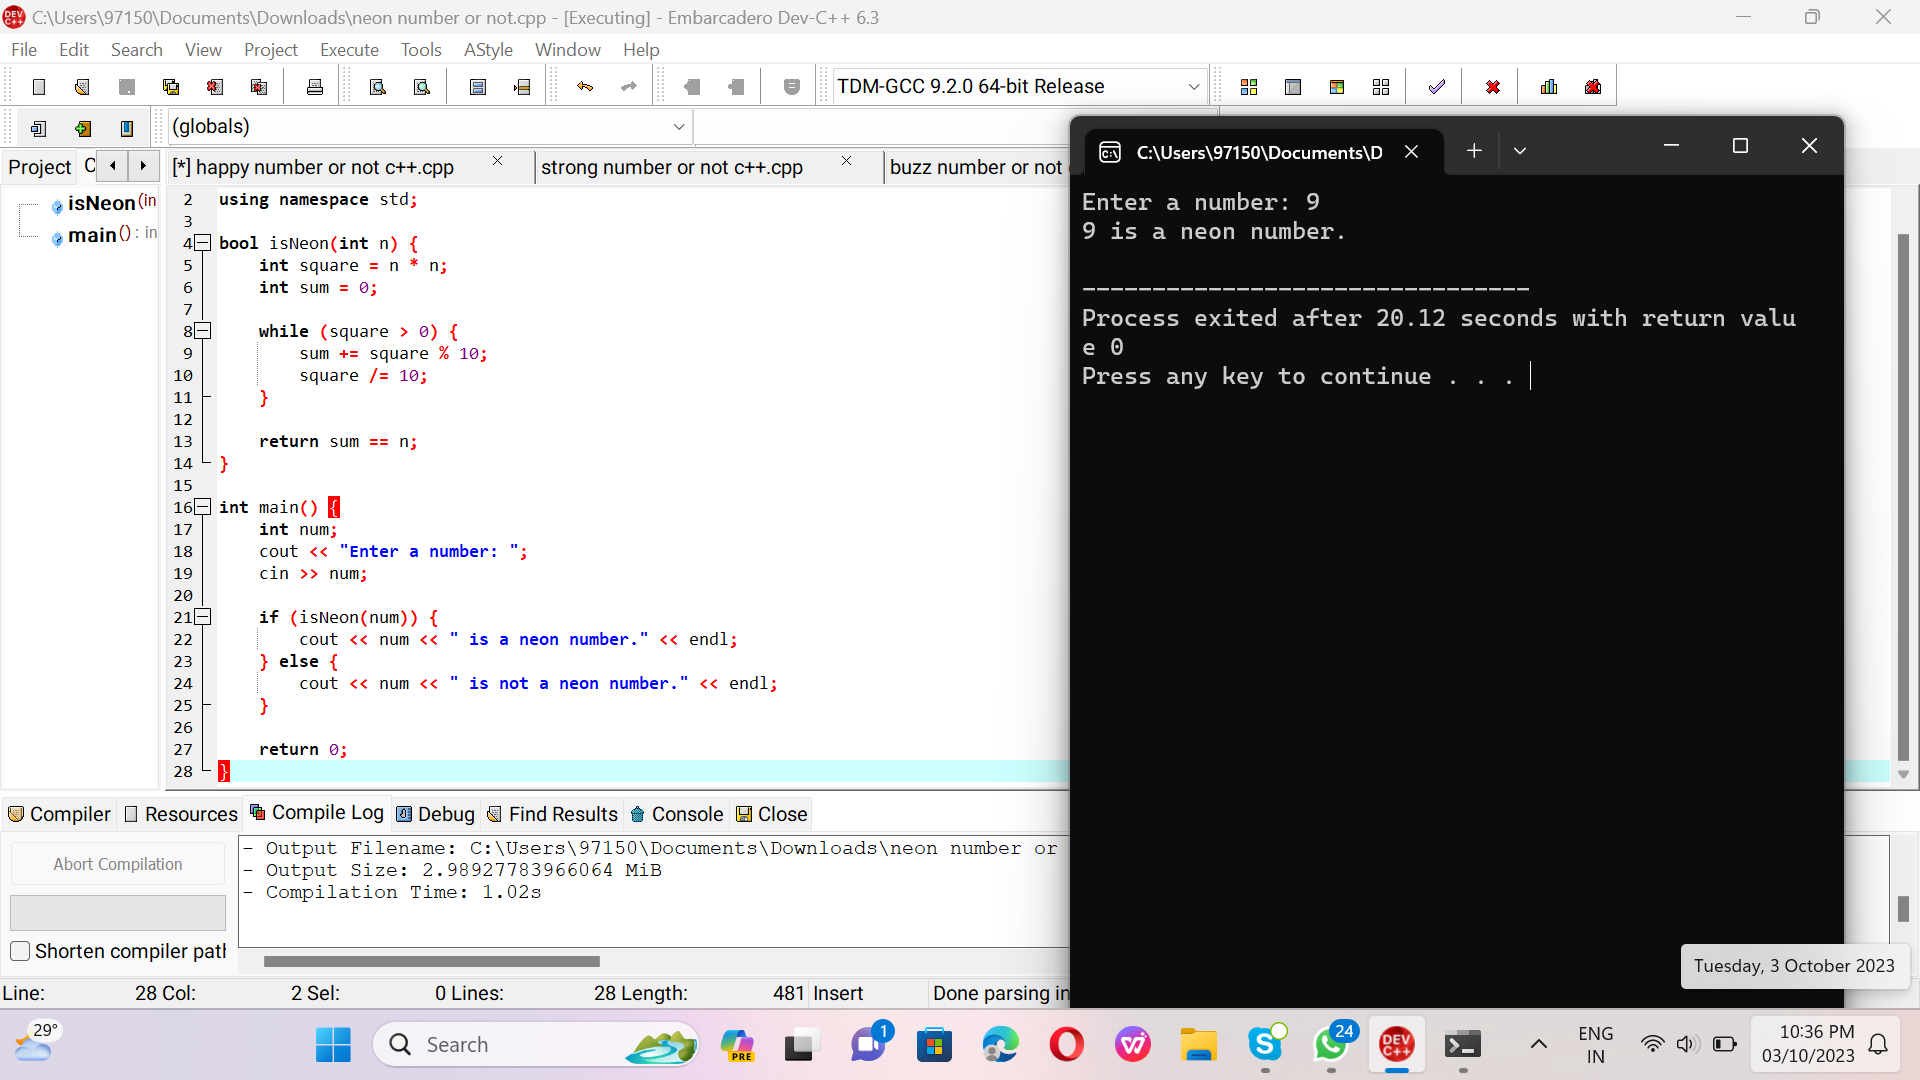 C:\Users\97150\Documents\Downloads\neon number or not.cpp - [Executing] - Embarcadero Dev-C++ 6.3
File Edit Search View Project Execute Tools AStyle Window Help
TDM-GCC 9.2.0 64-bit Release
(globals)
Project C
[*] happy number or not c++.cpp
strong number or not c++.cpp
buzz number or not
isNeon (in
main () : in
2 using namespace std;
3
4 bool isNeon(int n) {
5 int square = n * n;
6 int sum = 0;
7
8 while (square > 0) {
9 sum += square % 10;
10 square /= 10;
11 }
12
13 return sum == n;
14 }
15
16 int main() {
17 int num;
18 cout << "Enter a number: ";
19 cin >> num;
20
21 if (isNeon(num)) {
22 cout << num << " is a neon number." << endl;
23 } else {
24 cout << num << " is not a neon number." << endl;
25 }
26
27 return 0;
28 }
C:\Users\97150\Documents\D
Enter a number: 9
9 is a neon number.
--------------------------------
Process exited after 20.12 seconds with return valu
e 0
Press any key to continue . . .
Compiler Resources Compile Log Debug Find Results Console Close
Abort Compilation
Shorten compiler path
- Output Filename: C:\Users\97150\Documents\Downloads\neon number or
- Output Size: 2.98927783966064 MiB
- Compilation Time: 1.02s
Line: 28 Col: 2 Sel: 0 Lines: 28 Length: 481 Insert Done parsing in
Tuesday, 3 October 2023
29°
Search
PRE
1
24
DEV
C++
ENG
IN
10:36 PM
03/10/2023